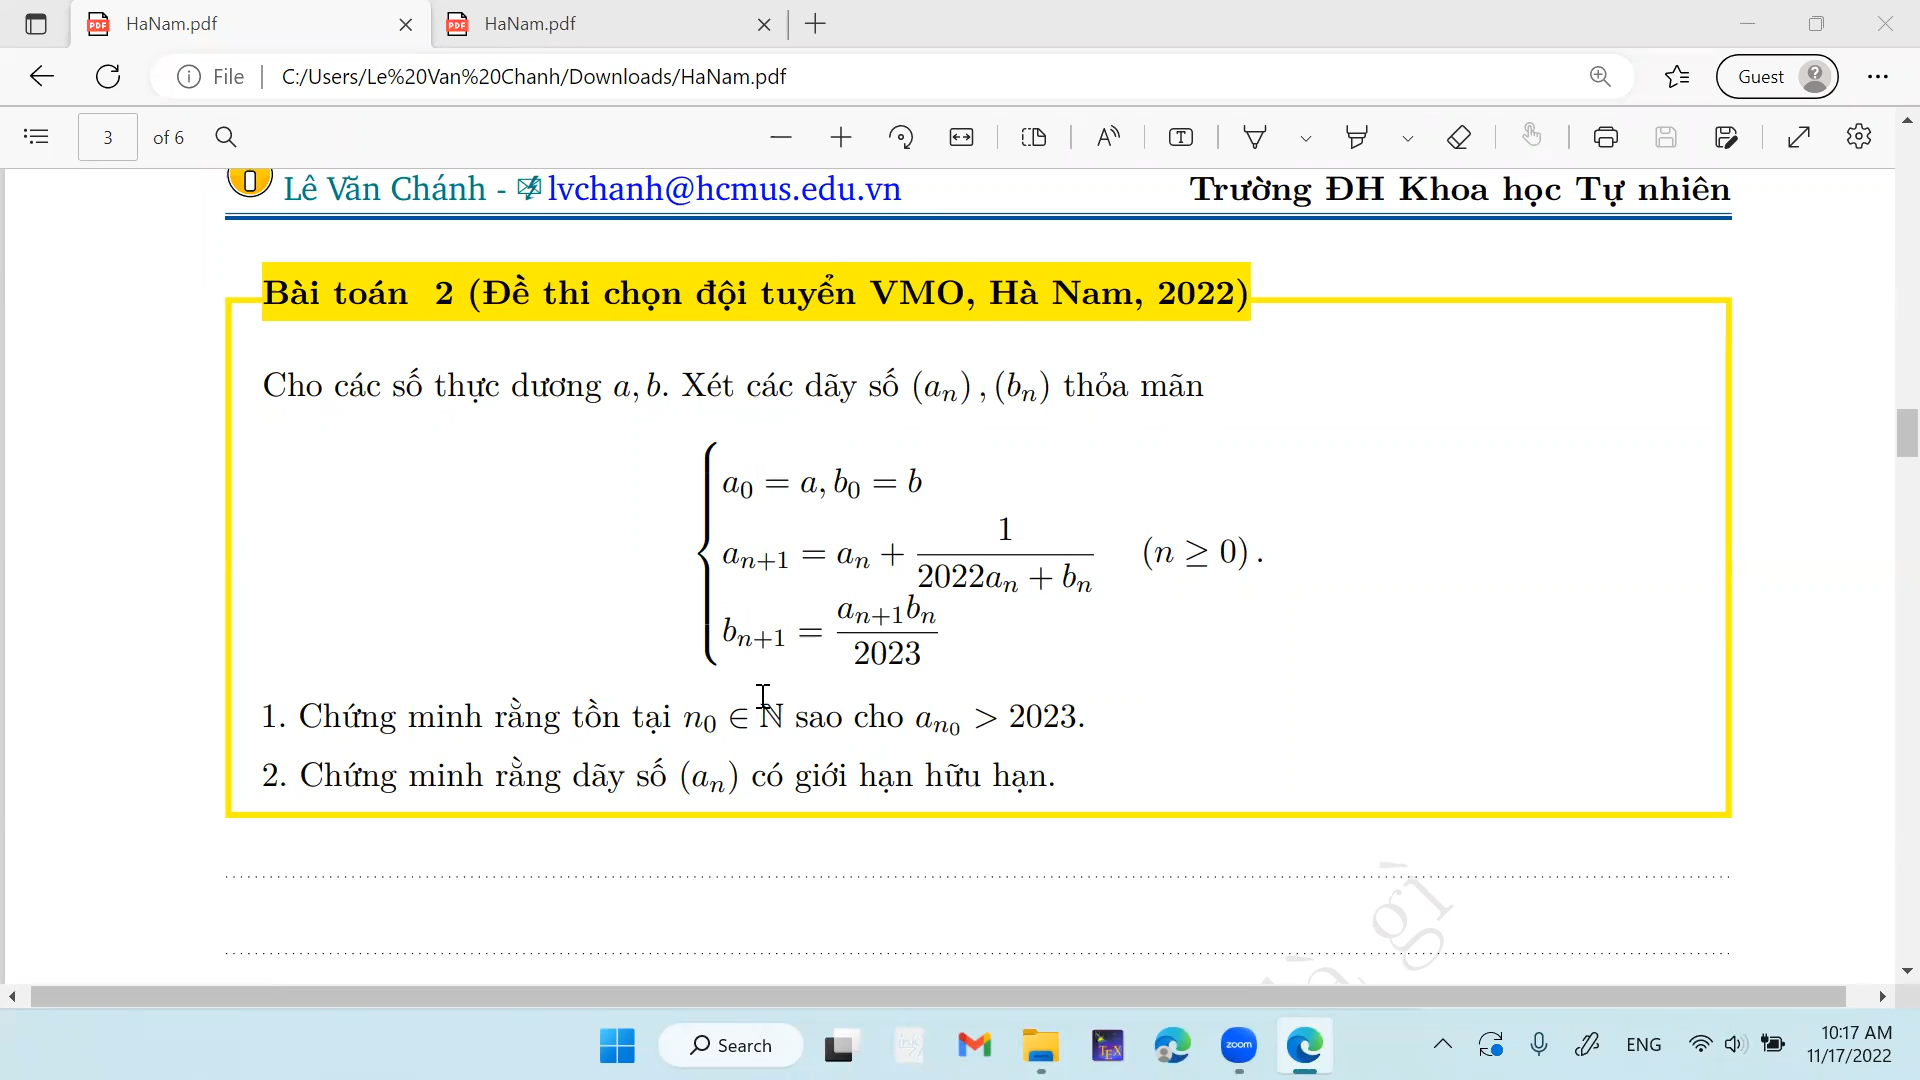 HaNam.pdf
HaNam.pdf
File
C:/Users/Le%20Van%20Chanh/Downloads/HaNam.pdf
Guest
3 of 6
Lê Văn Chánh - lvchanh@hcmus.edu.vn
Trường ĐH Khoa học Tự nhiên
Bài toán 2 (Đề thi chọn đội tuyển VMO, Hà Nam, 2022)
Cho các số thực dương a, b. Xét các dãy số (aₙ), (bₙ) thỏa mãn
a₀ = a, b₀ = b
aₙ₊₁ = aₙ + 1/(2022aₙ + bₙ) (n ≥ 0).
bₙ₊₁ = aₙ₊₁bₙ/2023
1. Chứng minh rằng tồn tại n₀ ∈ ℕ sao cho aₙ₀ > 2023.
2. Chứng minh rằng dãy số (aₙ) có giới hạn hữu hạn.
gì
Search
zoom
ENG
10:17 AM
11/17/2022